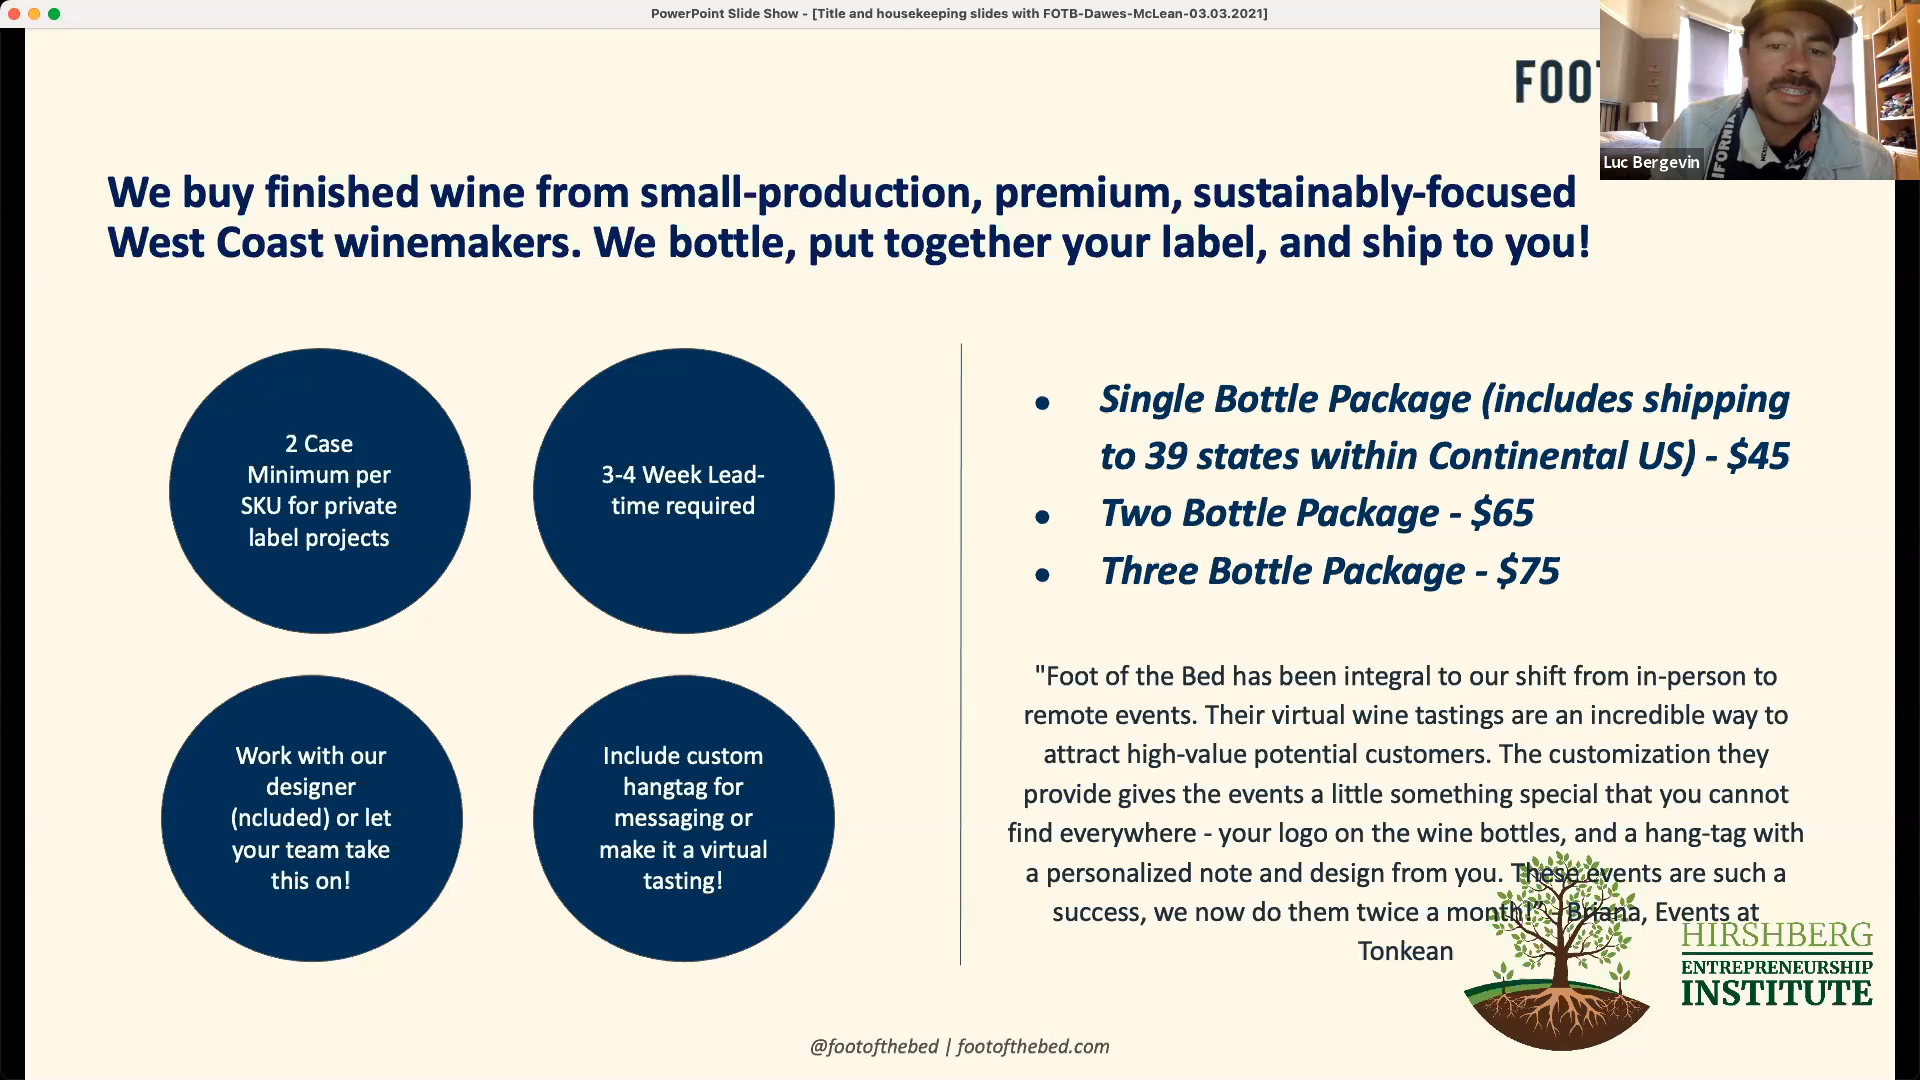 PowerPoint Slide Show - [Title and housekeeping slides with FOTB-Dawes-McLean-03.03.2021]
FOO
IFORNIA
Luc Bergevin
We buy finished wine from small-production, premium, sustainably-focused
West Coast winemakers. We bottle, put together your label, and ship to you!
2 Case
Minimum per
SKU for private
label projects
3-4 Week Lead-
time required
Work with our
designer
(ncluded) or let
your team take
this on!
Include custom
hangtag for
messaging or
make it a virtual
tasting!
• Single Bottle Package (includes shipping
to 39 states within Continental US) - $45
• Two Bottle Package - $65
• Three Bottle Package - $75
"Foot of the Bed has been integral to our shift from in-person to
remote events. Their virtual wine tastings are an incredible way to
attract high-value potential customers. The customization they
provide gives the events a little something special that you cannot
find everywhere - your logo on the wine bottles, and a hang-tag with
a personalized note and design from you. These events are such a
success, we now do them twice a month!” - Briana, Events at
Tonkean
HIRSHBERG
ENTREPRENEURSHIP
INSTITUTE
@footofthebed | footofthebed.com